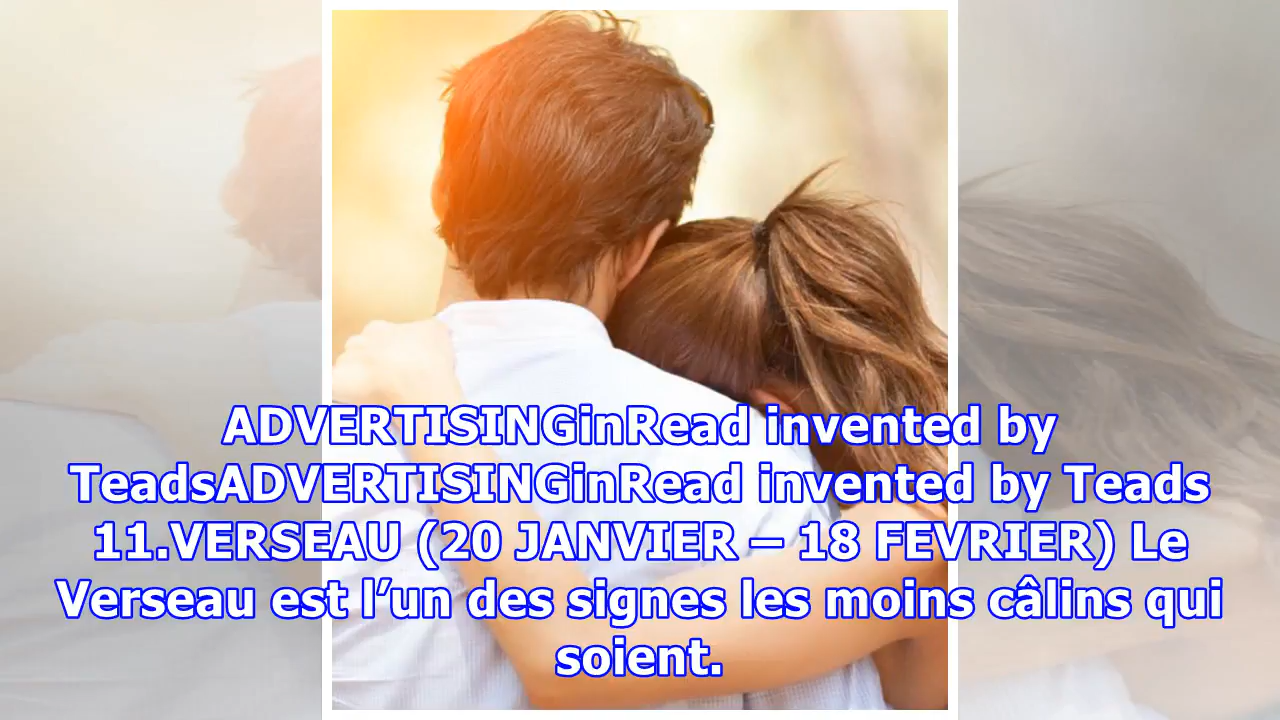 ADVERTISINGinRead invented by
TeadsADVERTISINGinRead invented by Teads
11.VERSEAU (20 JANVIER – 18 FEVRIER) Le
Verseau est l’un des signes les moins câlins qui
soient.